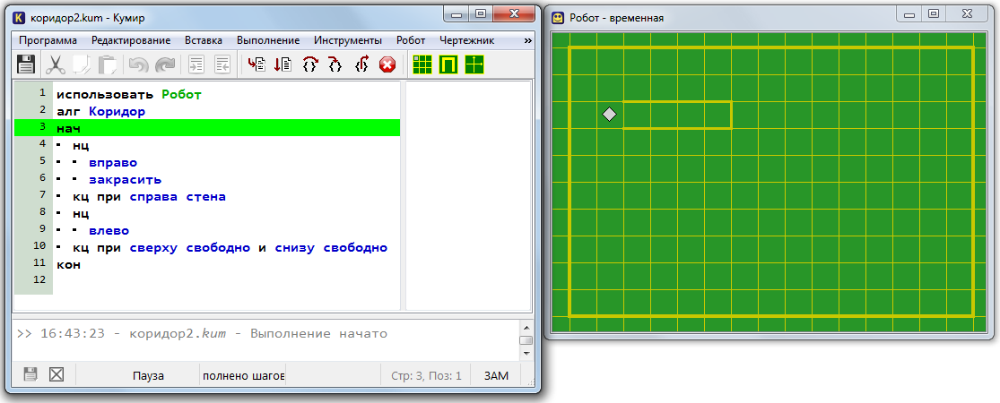 коридор2.kum - Кумир
Программа Редактирование Вставка Выполнение Инструменты Робот Чертежник »
1 использовать Робот
2 алг Коридор
3 нач
4 нц
5 вправо
6 закрасить
7 кц при справа стена
8 нц
9 влево
10 кц при сверху свободно и снизу свободно
11 кон
12
>> 16:43:23 - коридор2.kum - Выполнение начато
Пауза полнено шагов Стр: 3, Поз: 1 ЗАМ
Робот - временная